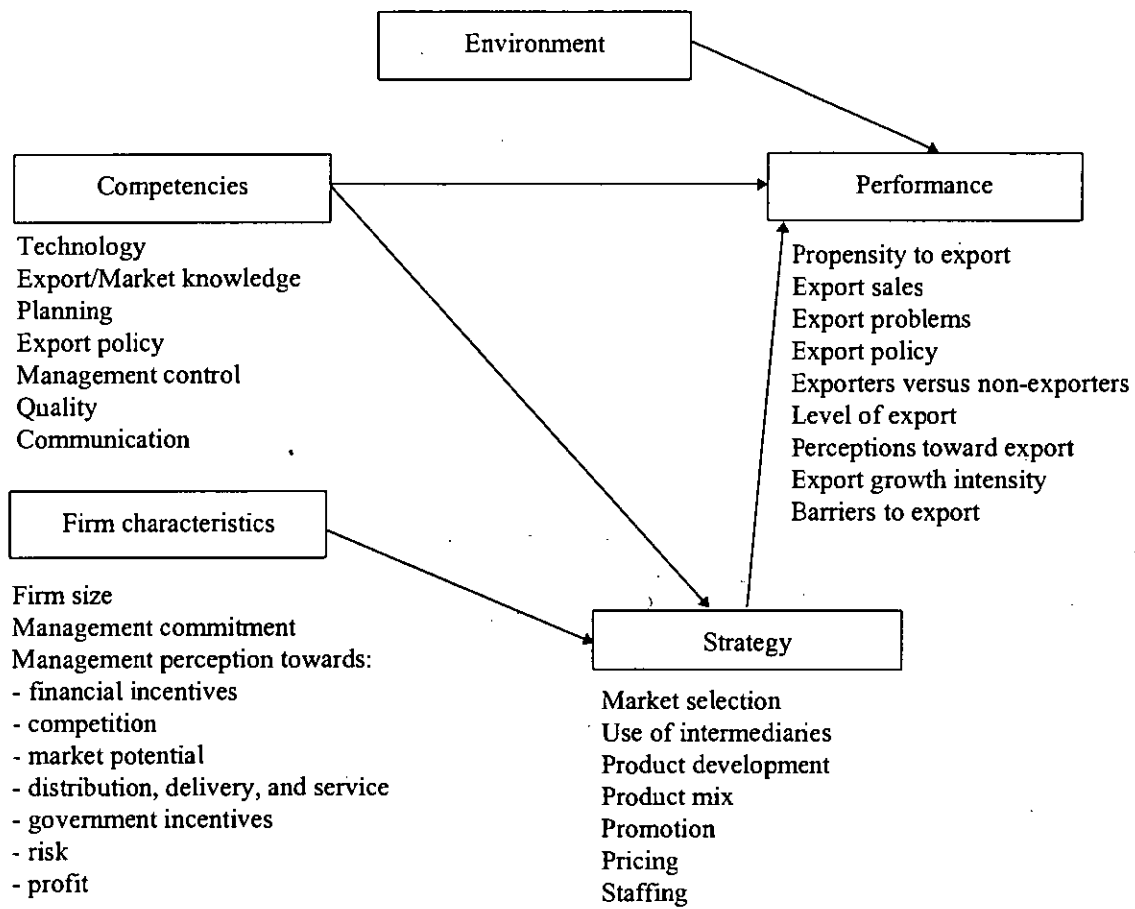 Environment
Competencies
Technology
Export/Market knowledge
Planning
Export policy
Management control
Quality
Communication
Performance
Propensity to export
Export sales
Export problems
Export policy
Exporters versus non-exporters
Level of export
Perceptions toward export
Export growth intensity
Barriers to export
Firm characteristics
Firm size
Management commitment
Management perception towards:
- financial incentives
- competition
- market potential
- distribution, delivery, and service
- government incentives
- risk
- profit
Strategy
Market selection
Use of intermediaries
Product development
Product mix
Promotion
Pricing
Staffing